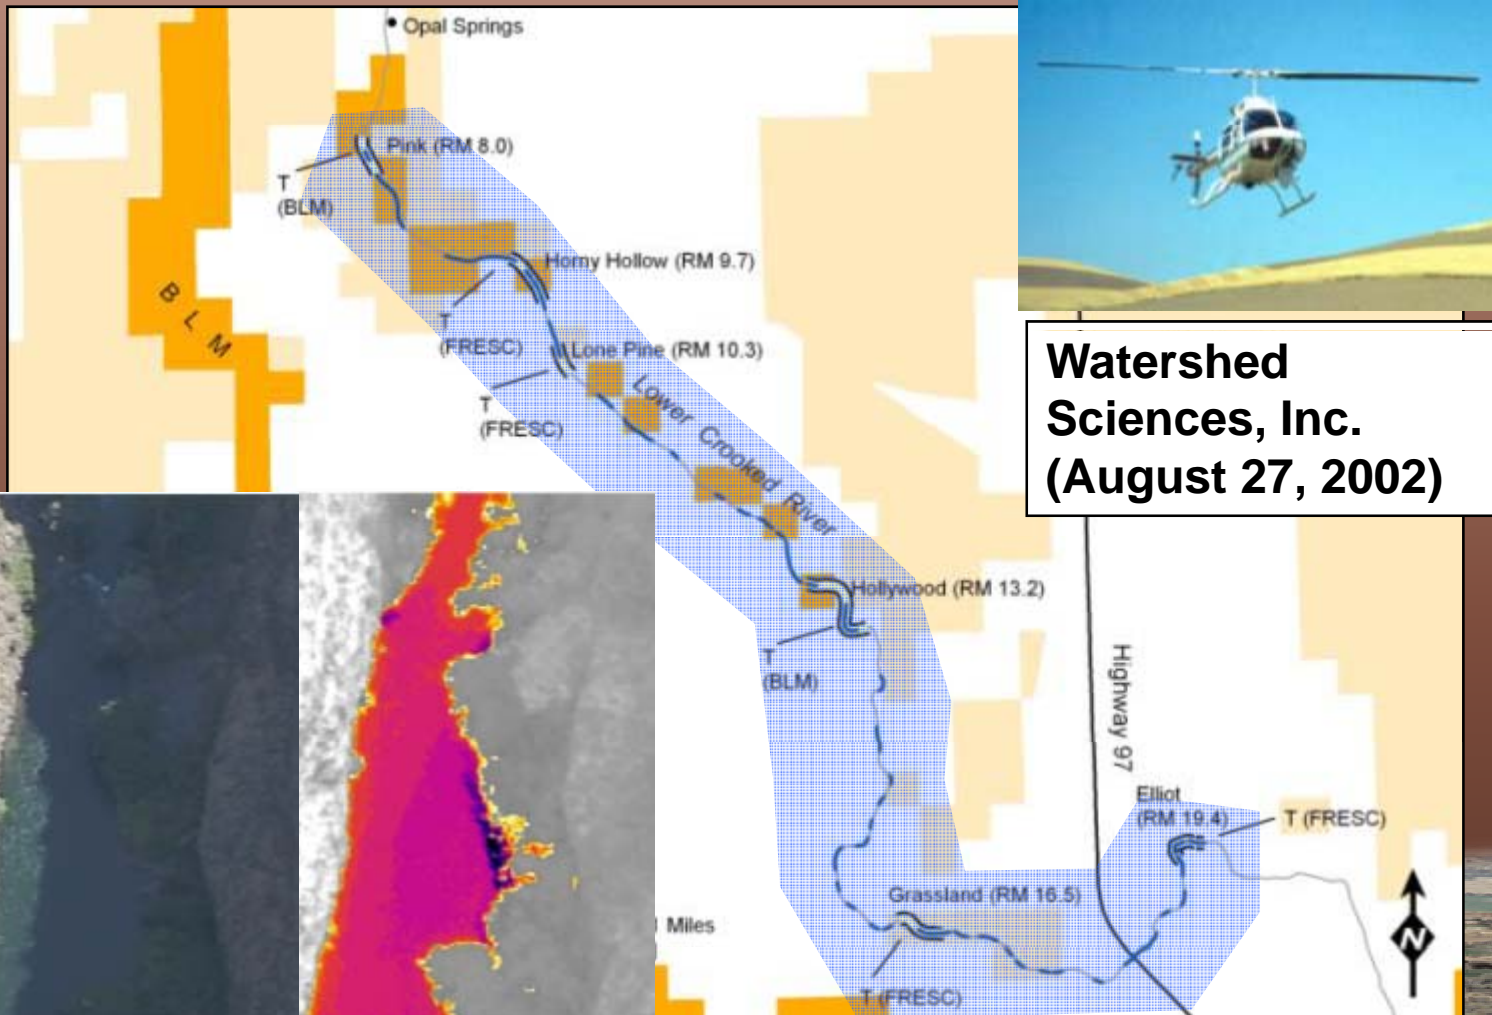 Opal Springs
Pink (RM 8.0)
T
(BLM)
Horny Hollow (RM 9.7)
B L M
T
(FRESC)
Lone Pine (RM 10.3)
T
(FRESC)
Lower Crooked River
Watershed
Sciences, Inc.
(August 27, 2002)
Hollywood (RM 13.2)
T
(BLM)
Highway 97
Elliot
(RM 19.4)
T (FRESC)
Grassland (RM 16.5)
Miles
T (FRESC)
N